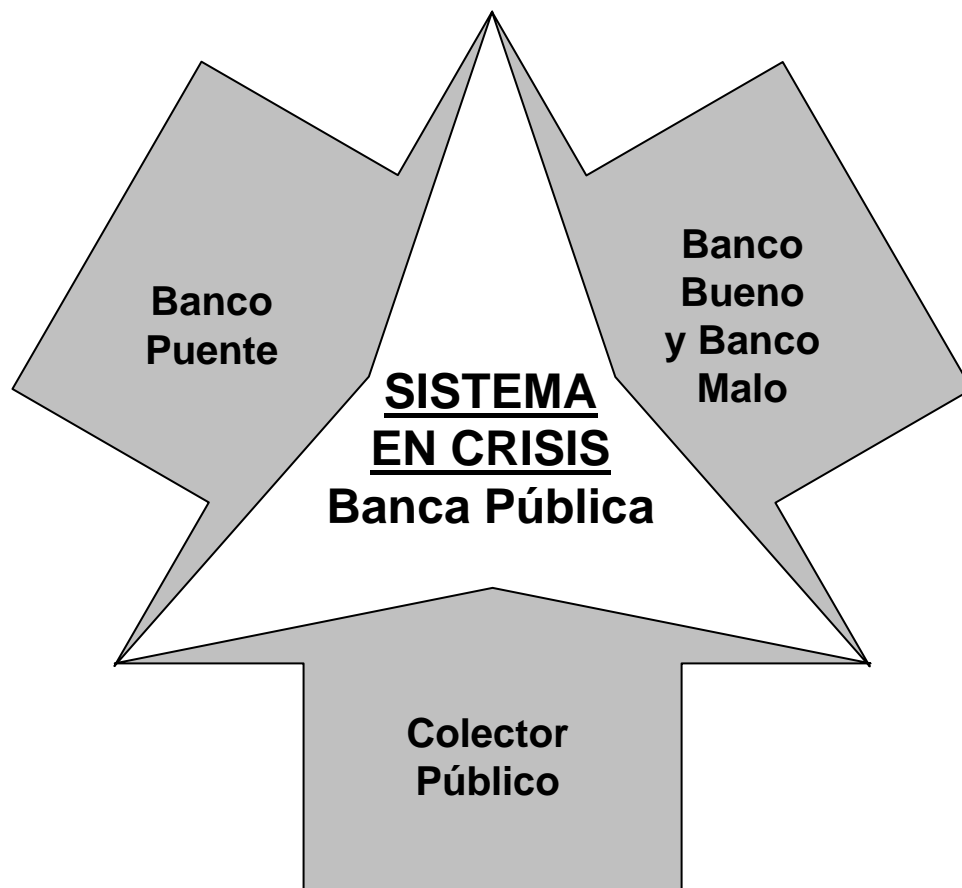 Banco
Puente
Banco
Bueno
y Banco
Malo
SISTEMA
EN CRISIS
Banca Pública
Colector
Público